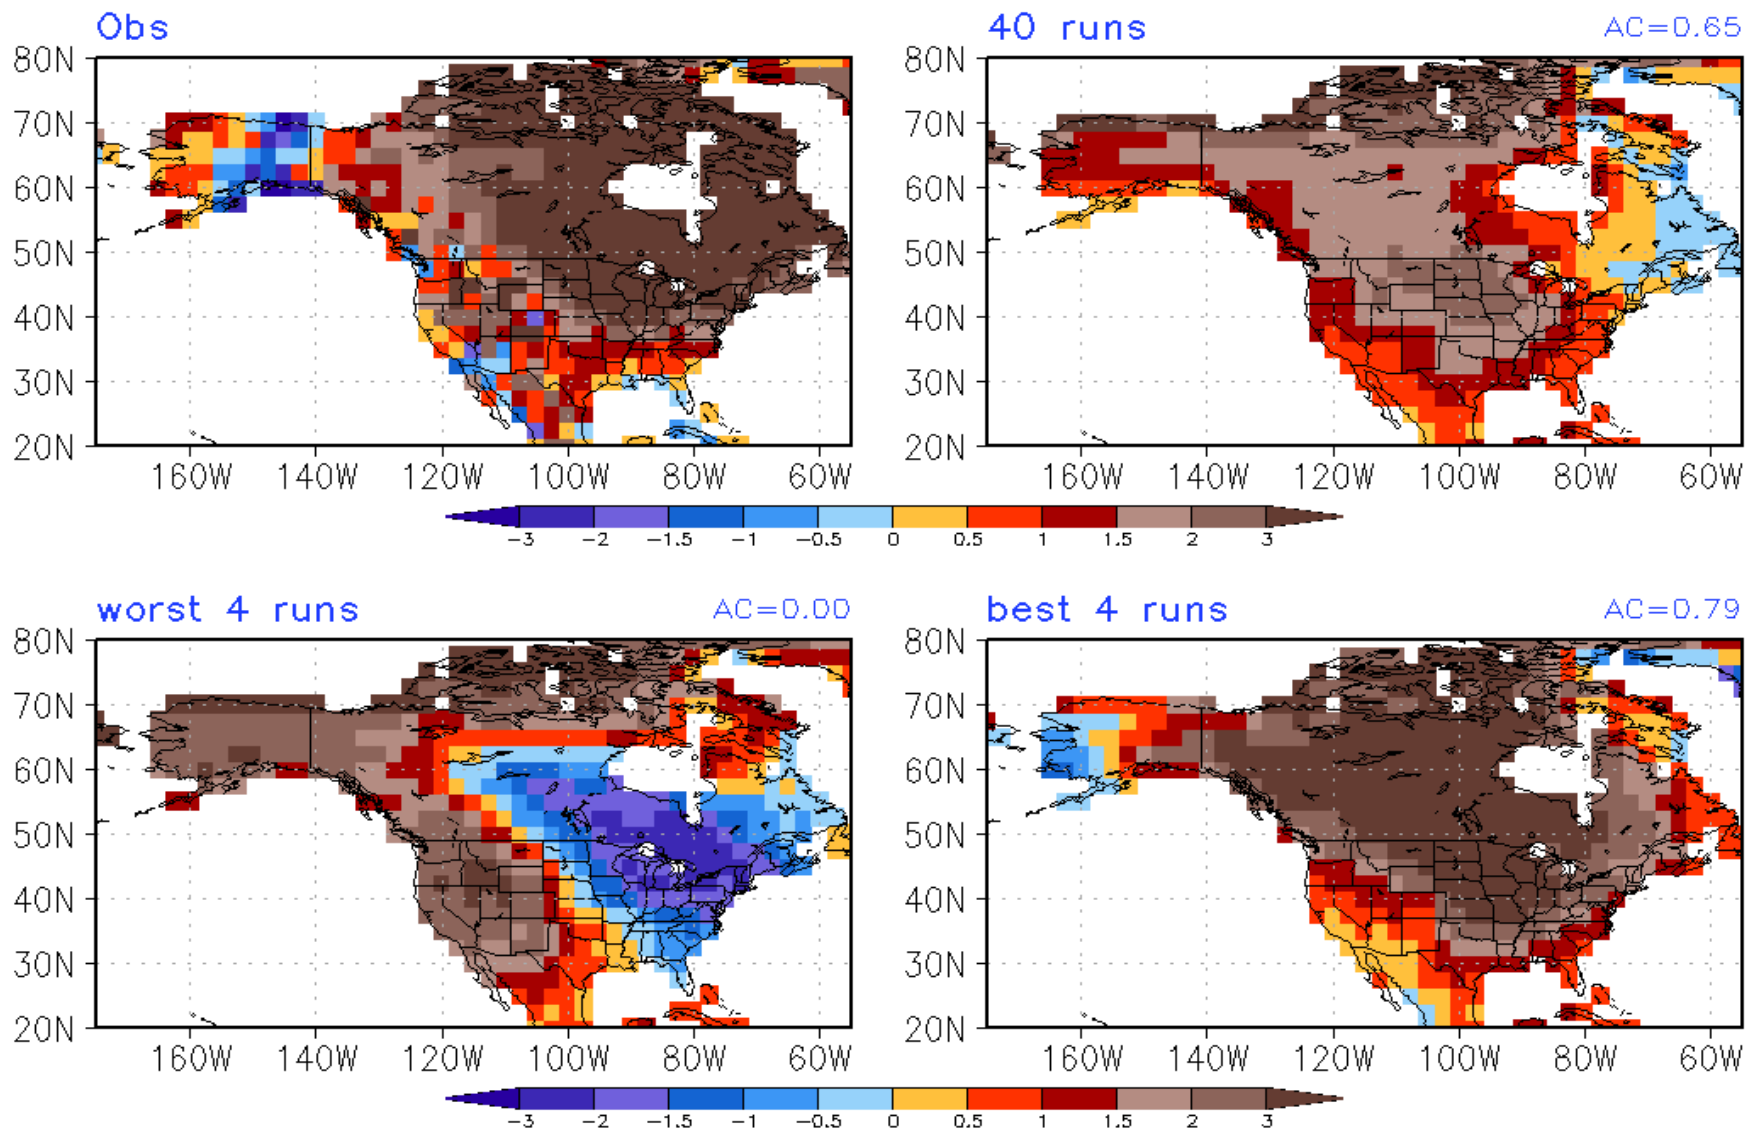 Obs
40 runs AC=0.65
80N 80N
70N 70N
60N 60N
50N 50N
40N 40N
30N 30N
20N 20N
160W 140W 120W 100W 80W 60W 160W 140W 120W 100W 80W 60W
-3 -2 -1.5 -1 -0.5 0 0.5 1 1.5 2 3
worst 4 runs AC=0.00
best 4 runs AC=0.79
80N 80N
70N 70N
60N 60N
50N 50N
40N 40N
30N 30N
20N 20N
160W 140W 120W 100W 80W 60W 160W 140W 120W 100W 80W 60W
-3 -2 -1.5 -1 -0.5 0 0.5 1 1.5 2 3